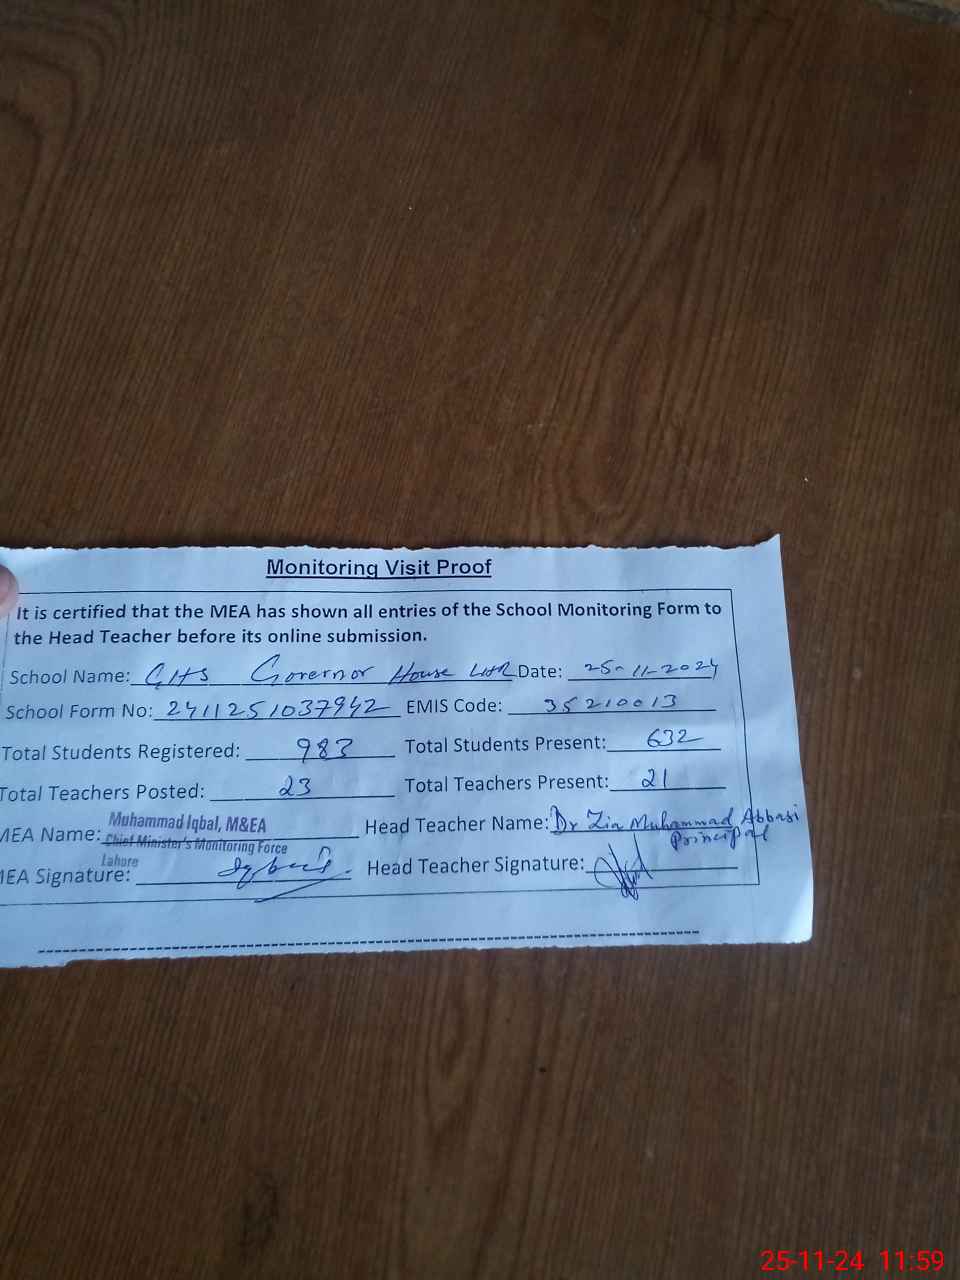 Monitoring Visit Proof
It is certified that the MEA has shown all entries of the School Monitoring Form to
the Head Teacher before its online submission.
School Name: GHS Governor House LHR Date: 25-11-2024
School Form No: 2411251037942 EMIS Code: 35210013
Total Students Registered: 983 Total Students Present: 632
Total Teachers Posted: 23 Total Teachers Present: 21
MEA Name: Muhammad Iqbal, M&EA Head Teacher Name: Dr Zia Muhammad Abbasi
Chief Minister's Monitoring Force Principal
Lahore
MEA Signature: Iqbal Head Teacher Signature:
25-11-24 11:59